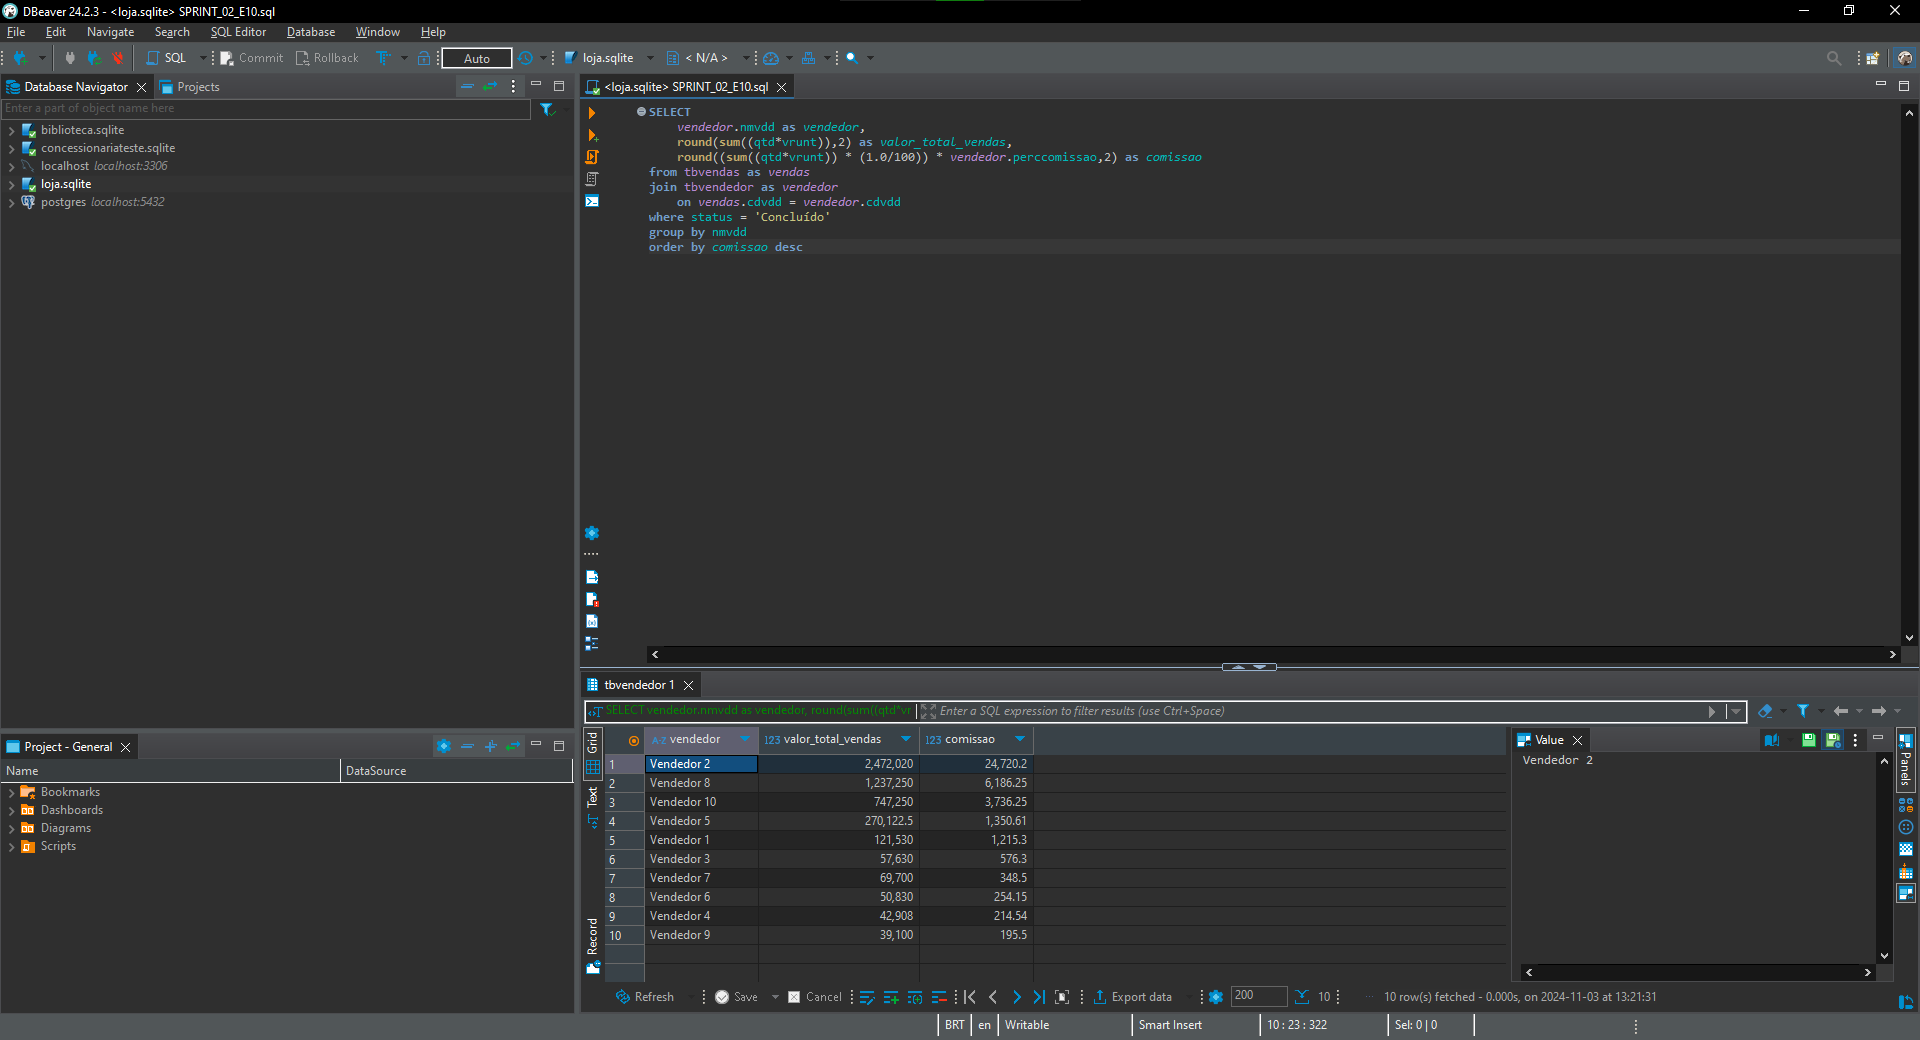 DBeaver 24.2.3 - <loja.sqlite> SPRINT_02_E10.sql
File Edit Navigate Search SQL Editor Database Window Help
SQL Commit Rollback Auto loja.sqlite < N/A >
Database Navigator Projects
Enter a part of object name here
biblioteca.sqlite
concessionariateste.sqlite
localhost localhost:3306
loja.sqlite
postgres localhost:5432
<loja.sqlite> SPRINT_02_E10.sql
SELECT
vendedor.nmvdd as vendedor,
round(sum((qtd*vrunt)),2) as valor_total_vendas,
round((sum((qtd*vrunt)) * (1.0/100)) * vendedor.perccomissao,2) as comissao
from tbvendas as vendas
join tbvendedor as vendedor
on vendas.cdvdd = vendedor.cdvdd
where status = 'Concluído'
group by nmvdd
order by comissao desc
Project - General
Name DataSource
Bookmarks
Dashboards
Diagrams
Scripts
tbvendedor 1
SELECT vendedor.nmvdd as vendedor, round(sum((qtd*vr Enter a SQL expression to filter results (use Ctrl+Space)
Grid
Text
Record
A-Z vendedor 123 valor_total_vendas 123 comissao
1 Vendedor 2 2,472,020 24,720.2
2 Vendedor 8 1,237,250 6,186.25
3 Vendedor 10 747,250 3,736.25
4 Vendedor 5 270,122.5 1,350.61
5 Vendedor 1 121,530 1,215.3
6 Vendedor 3 57,630 576.3
7 Vendedor 7 69,700 348.5
8 Vendedor 6 50,830 254.15
9 Vendedor 4 42,908 214.54
10 Vendedor 9 39,100 195.5
Value
Vendedor 2
Panels
Refresh Save Cancel Export data 200 10 10 row(s) fetched - 0.000s, on 2024-11-03 at 13:21:31
BRT en Writable Smart Insert 10 : 23 : 322 Sel: 0 | 0